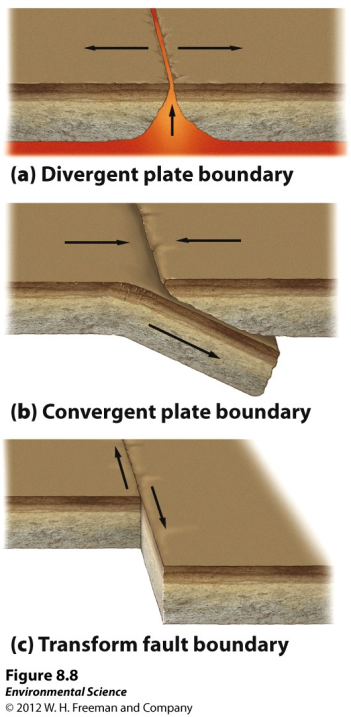 (a) Divergent plate boundary
(b) Convergent plate boundary
(c) Transform fault boundary
Figure 8.8
Environmental Science
© 2012 W. H. Freeman and Company